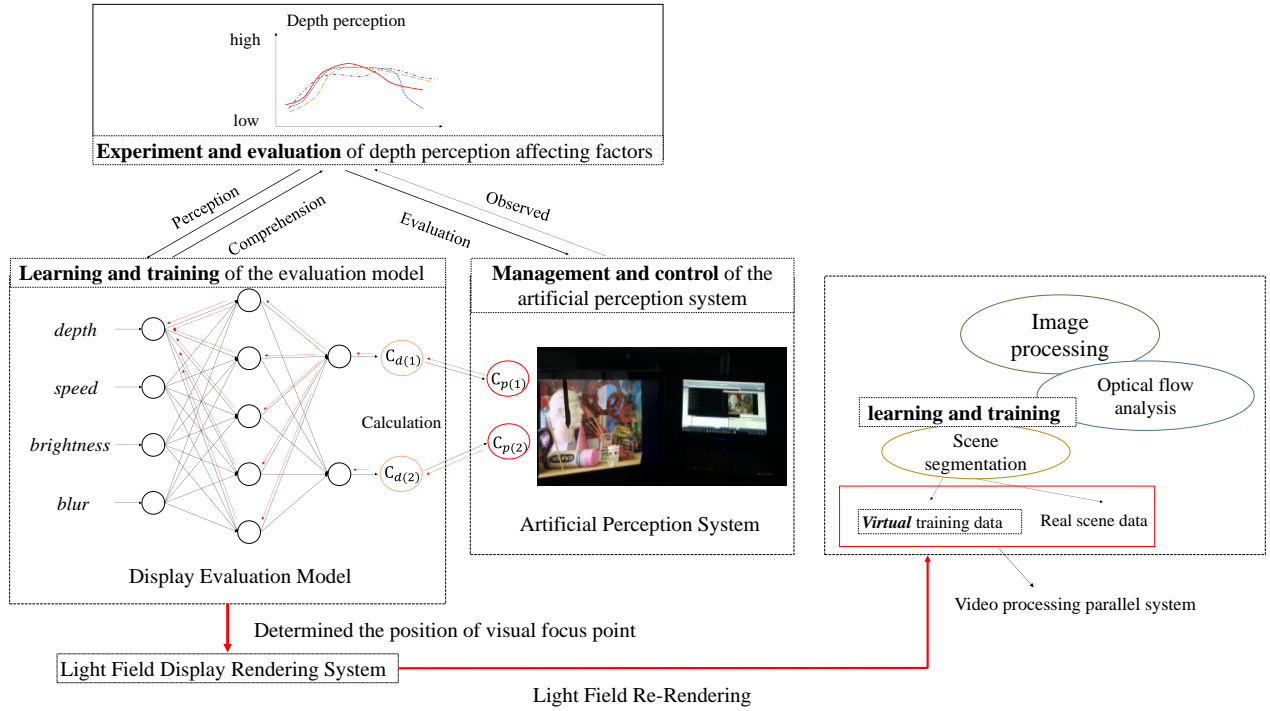 Depth perception
high
low
Experiment and evaluation of depth perception affecting factors
Perception
Comprehension
Evaluation
Observed
Learning and training of the evaluation model
depth
speed
brightness
blur
C_d(1)
Calculation
C_d(2)
Display Evaluation Model
Management and control of the
artificial perception system
C_p(1)
C_p(2)
Artificial Perception System
Image
processing
Optical flow
analysis
learning and training
Scene
segmentation
Virtual training data
Real scene data
Video processing parallel system
Determined the position of visual focus point
Light Field Display Rendering System
Light Field Re-Rendering